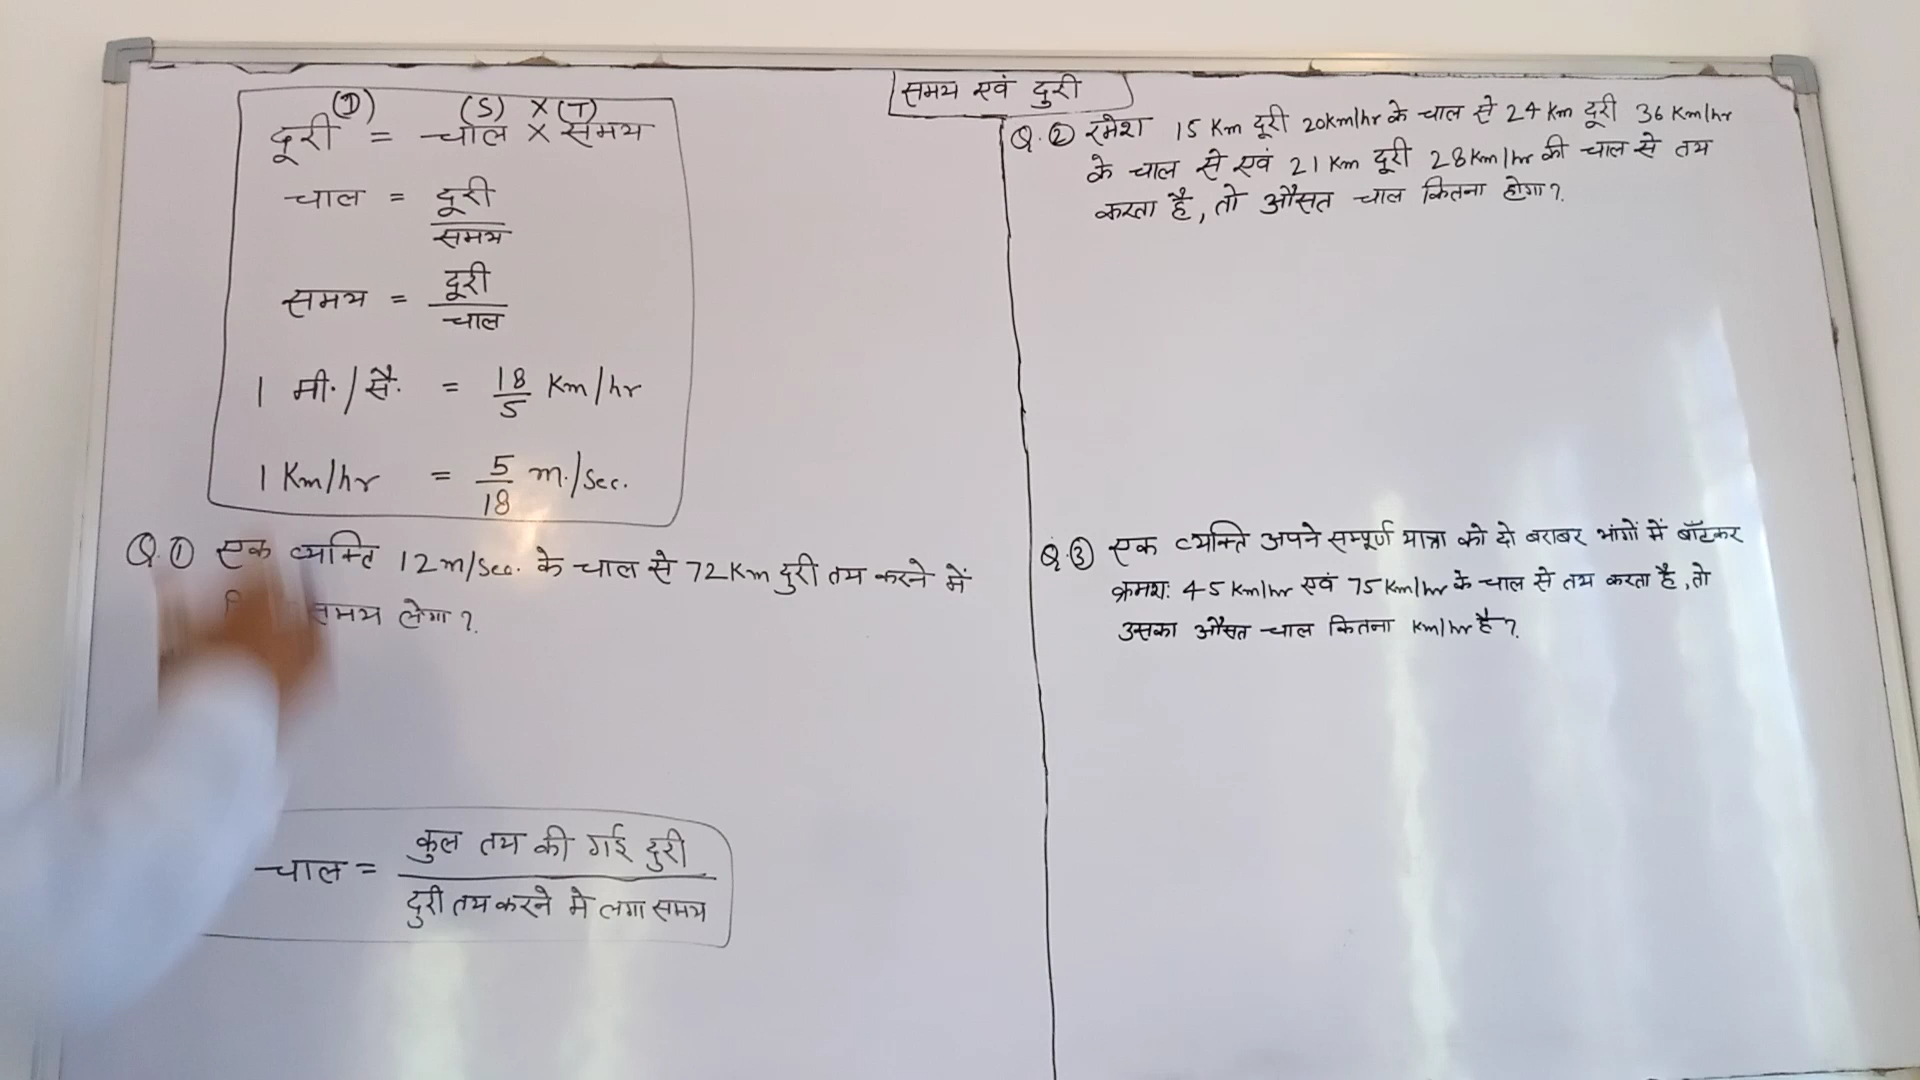 समय एवं दुरी
(D) (S) X (T)
दूरी = चाल X समय
चाल = दूरी / समय
समय = दूरी / चाल
1 मी. / सै. = 18/5 Km/hr
1 Km/hr = 5/18 m./Sec.
Q.① एक व्यक्ति 12m/Sec. के चाल से 72Km दुरी तय करने में
समय लेगा ?
चाल = कुल तय की गई दुरी / दुरी तय करने मे लगा समय
Q.② रमेश 15 Km दूरी 20km/hr के चाल से 24 Km दूरी 36 Km/hr
के चाल से एवं 21 Km दूरी 28 Km/hr की चाल से तय
करता है, तो औसत चाल कितना होगा ?
Q.③ एक व्यक्ति अपने सम्पूर्ण यात्रा को दो बराबर भांगों में बॉटकर
क्रमश: 45 Km/hr एवं 75 Km/hr के चाल से तय करता है, तो
उसका औसत चाल कितना Km/hr है ?